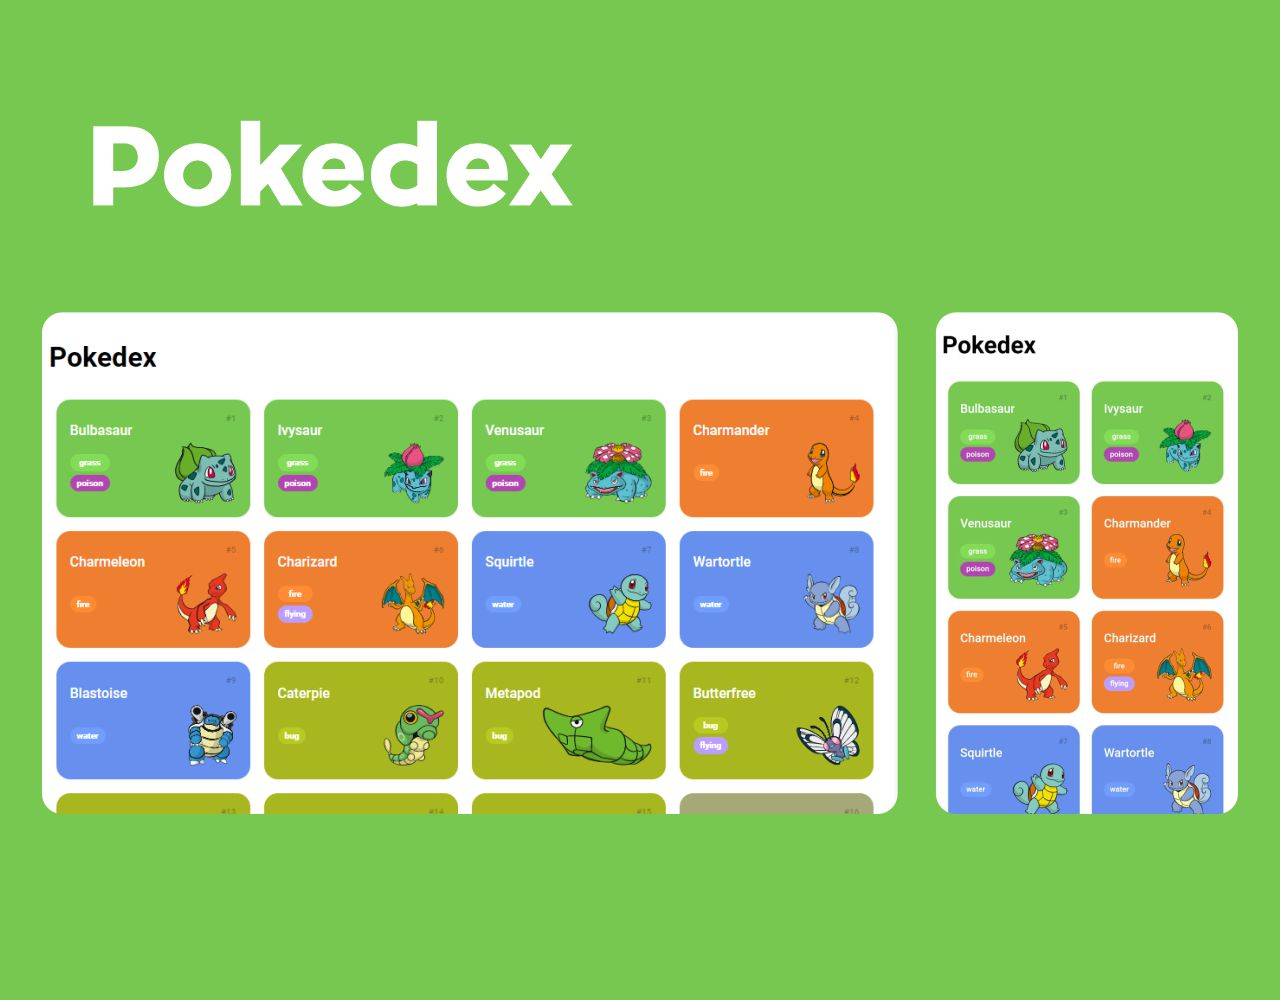 Pokedex
Pokedex
#1
Bulbasaur
grass
poison
#2
Ivysaur
grass
poison
#3
Venusaur
grass
poison
#4
Charmander
fire
#5
Charmeleon
fire
#6
Charizard
fire
flying
#7
Squirtle
water
#8
Wartortle
water
#9
Blastoise
water
#10
Caterpie
bug
#11
Metapod
bug
#12
Butterfree
bug
flying
#13
#14
#15
#16
Pokedex
#1
Bulbasaur
grass
poison
#2
Ivysaur
grass
poison
#3
Venusaur
grass
poison
#4
Charmander
fire
#5
Charmeleon
fire
#6
Charizard
fire
flying
#7
Squirtle
water
#8
Wartortle
water